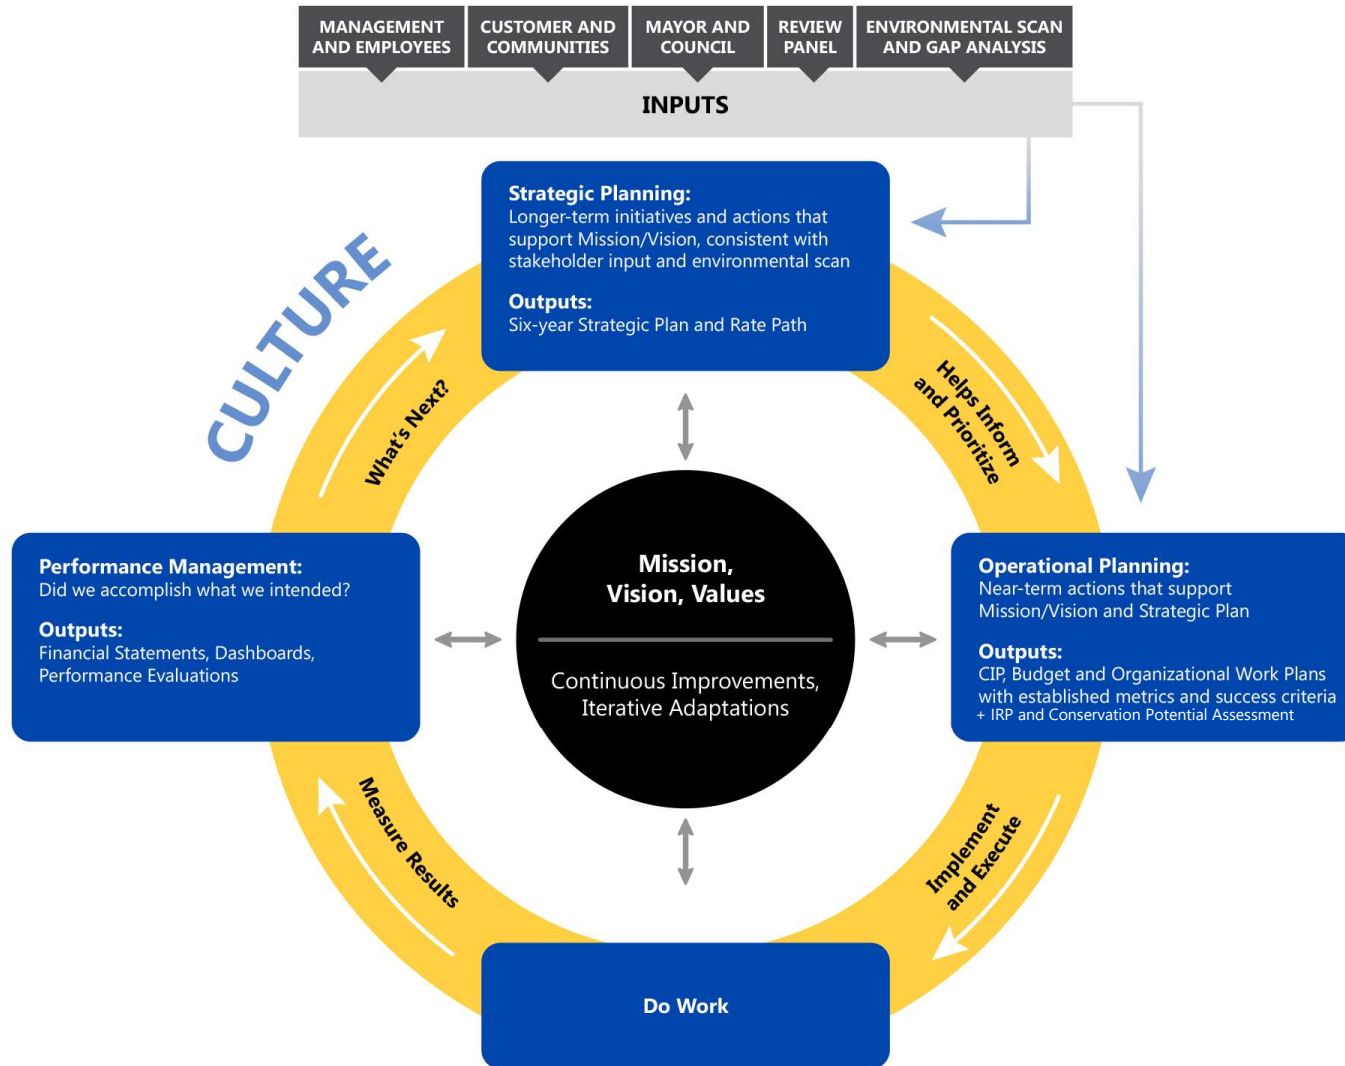 MANAGEMENT
AND EMPLOYEES
CUSTOMER AND
COMMUNITIES
MAYOR AND
COUNCIL
REVIEW
PANEL
ENVIRONMENTAL SCAN
AND GAP ANALYSIS
INPUTS
CULTURE
Strategic Planning:
Longer-term initiatives and actions that
support Mission/Vision, consistent with
stakeholder input and environmental scan
Outputs:
Six-year Strategic Plan and Rate Path
What's Next?
Helps Inform
and Prioritize
Performance Management:
Did we accomplish what we intended?
Outputs:
Financial Statements, Dashboards,
Performance Evaluations
Mission,
Vision, Values
Continuous Improvements,
Iterative Adaptations
Operational Planning:
Near-term actions that support
Mission/Vision and Strategic Plan
Outputs:
CIP, Budget and Organizational Work Plans
with established metrics and success criteria
+ IRP and Conservation Potential Assessment
Measure Results
Implement
and Execute
Do Work